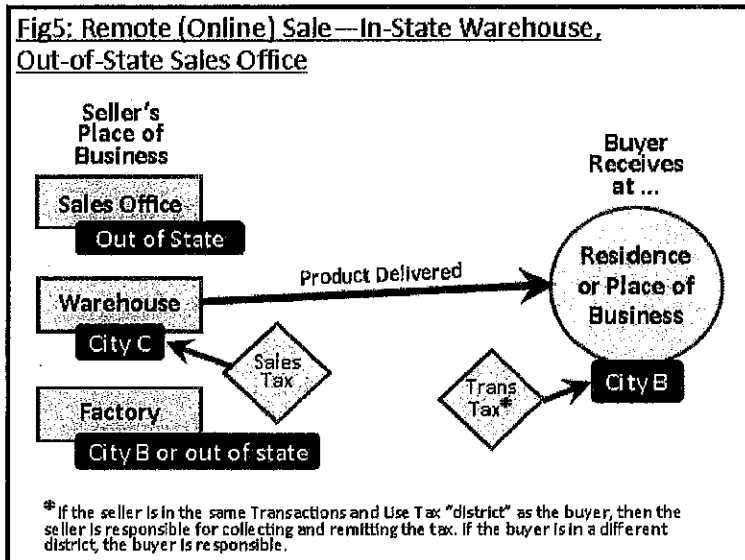 Fig5: Remote (Online) Sale—In-State Warehouse,
Out-of-State Sales Office
Seller's
Place of
Business
Sales Office
Out of State
Warehouse
City C
Sales
Tax
Factory
City B or out of state
Product Delivered
Buyer
Receives
at ...
Residence
or Place of
Business
City B
Trans
Tax*
*If the seller is in the same Transactions and Use Tax "district" as the buyer, then the
seller is responsible for collecting and remitting the tax. If the buyer is in a different
district, the buyer is responsible.